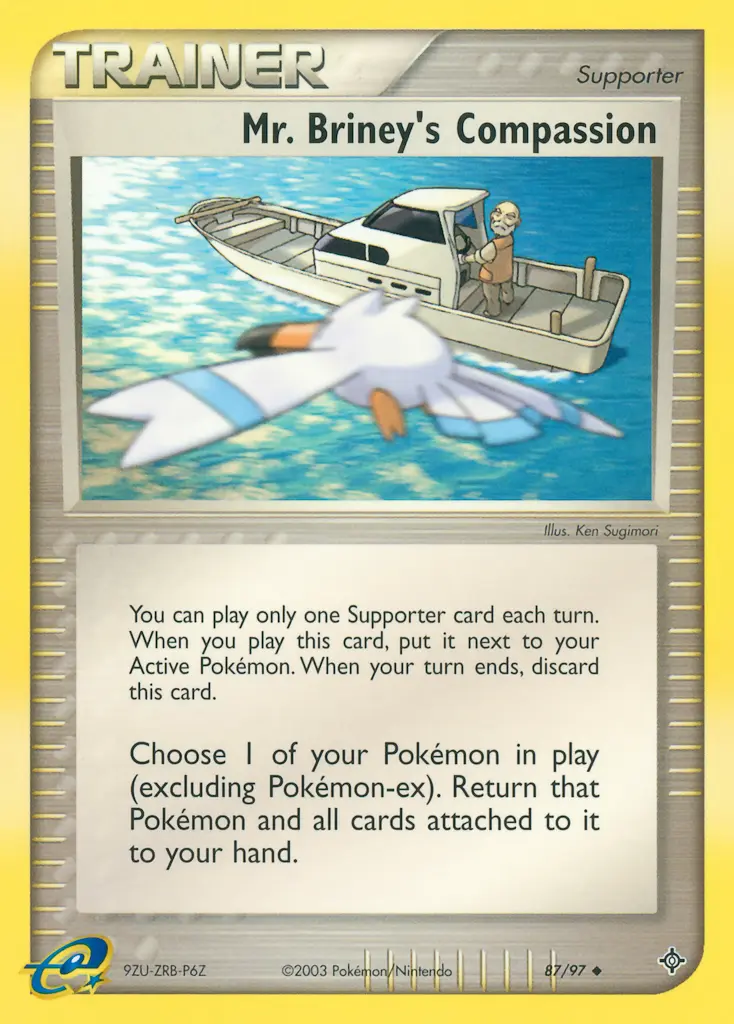 TRAINER
Supporter
Mr. Briney's Compassion
Illus. Ken Sugimori
You can play only one Supporter card each turn.
When you play this card, put it next to your
Active Pokémon. When your turn ends, discard
this card.
Choose 1 of your Pokémon in play
(excluding Pokémon-ex). Return that
Pokémon and all cards attached to it
to your hand.
e
9ZU-ZRB-P6Z
©2003 Pokémon/Nintendo
87/97 ◆